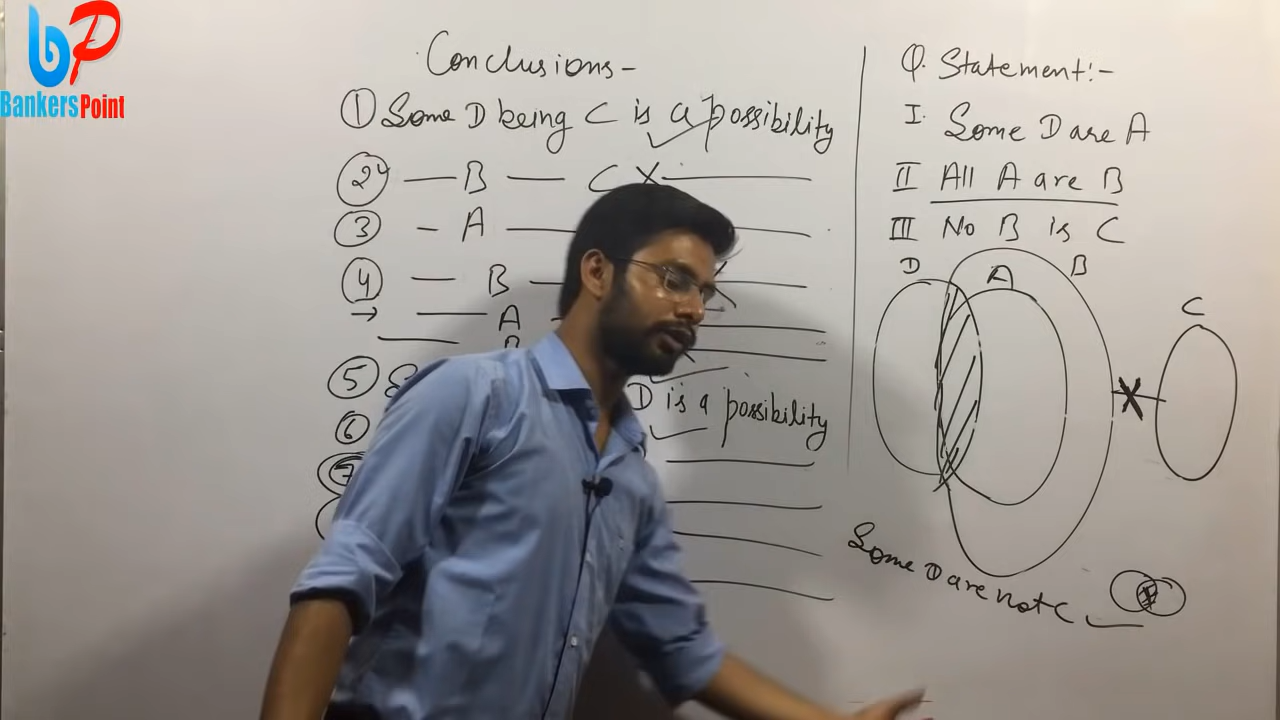 bP
BankersPoint
Conclusions-
① Some D being C is a possibility
② — B — C X
③ - A
④ — B
→ — A
⑤
D is a possibility
⑥
⑦
Q. Statement:-
I. Some D are A
II All A are B
III No B is C
D A B C
Some D are not C